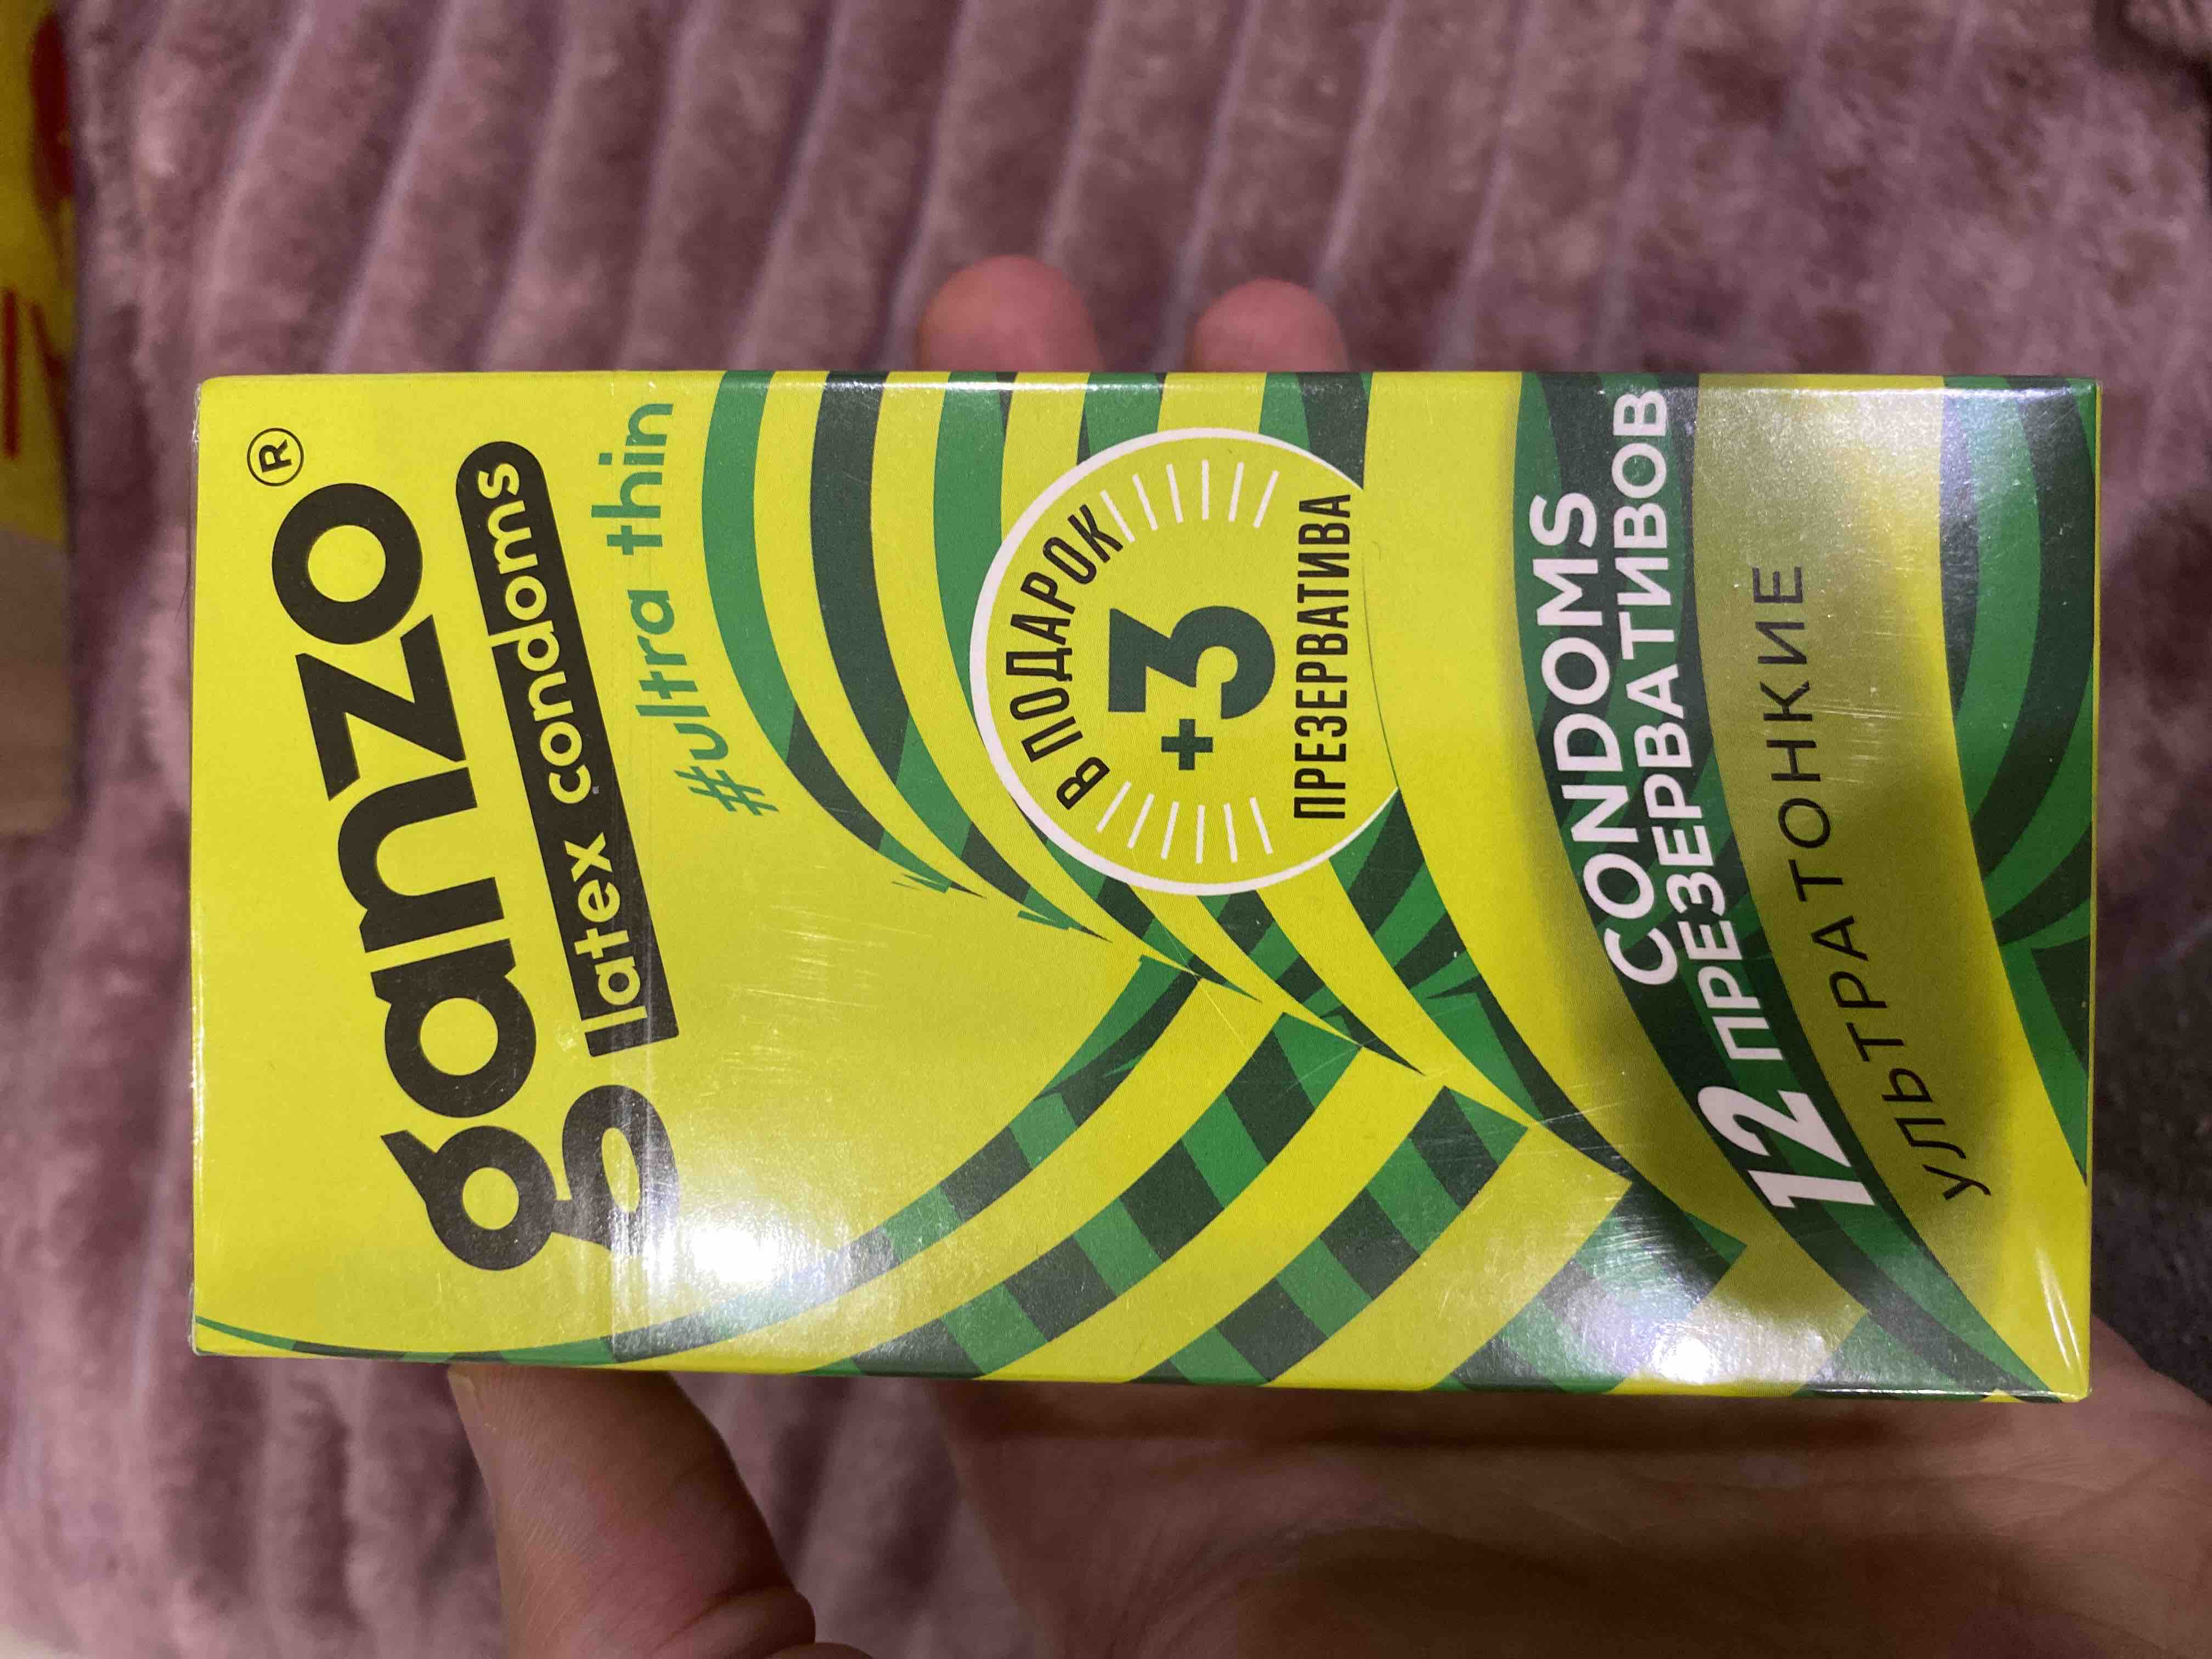 ganzo®
latex condoms
#ultra thin
В ПОДАРОК
+3
ПРЕЗЕРВАТИВА
CONDOMS
12 ПРЕЗЕРВАТИВОВ
УЛЬТРАТОНКИЕ